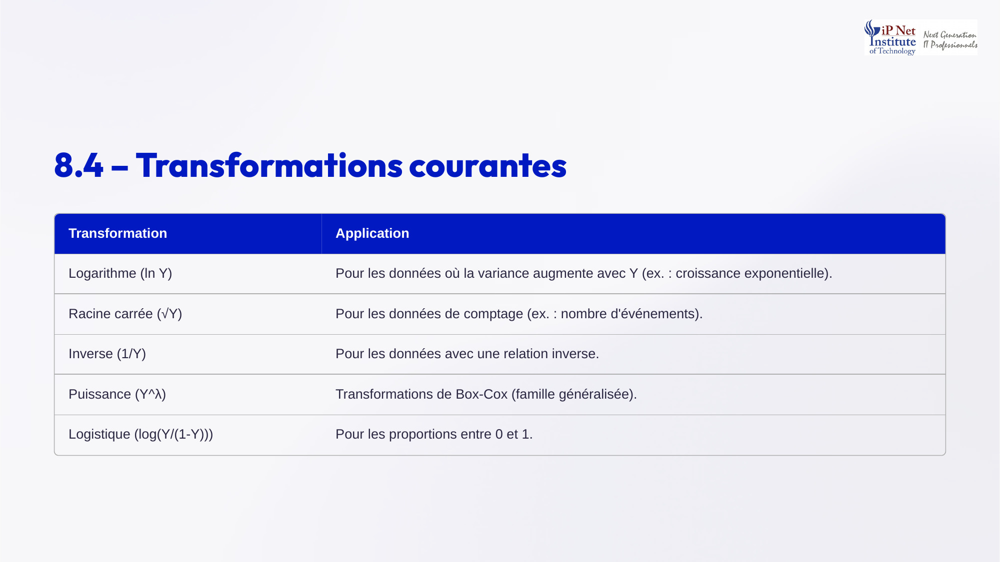 iP Net
Institute
of Technology
Next Generation
IT Professionnels
8.4 – Transformations courantes
Transformation Application
Logarithme (ln Y) Pour les données où la variance augmente avec Y (ex. : croissance exponentielle).
Racine carrée (√Y) Pour les données de comptage (ex. : nombre d'événements).
Inverse (1/Y) Pour les données avec une relation inverse.
Puissance (Y^λ) Transformations de Box-Cox (famille généralisée).
Logistique (log(Y/(1-Y))) Pour les proportions entre 0 et 1.